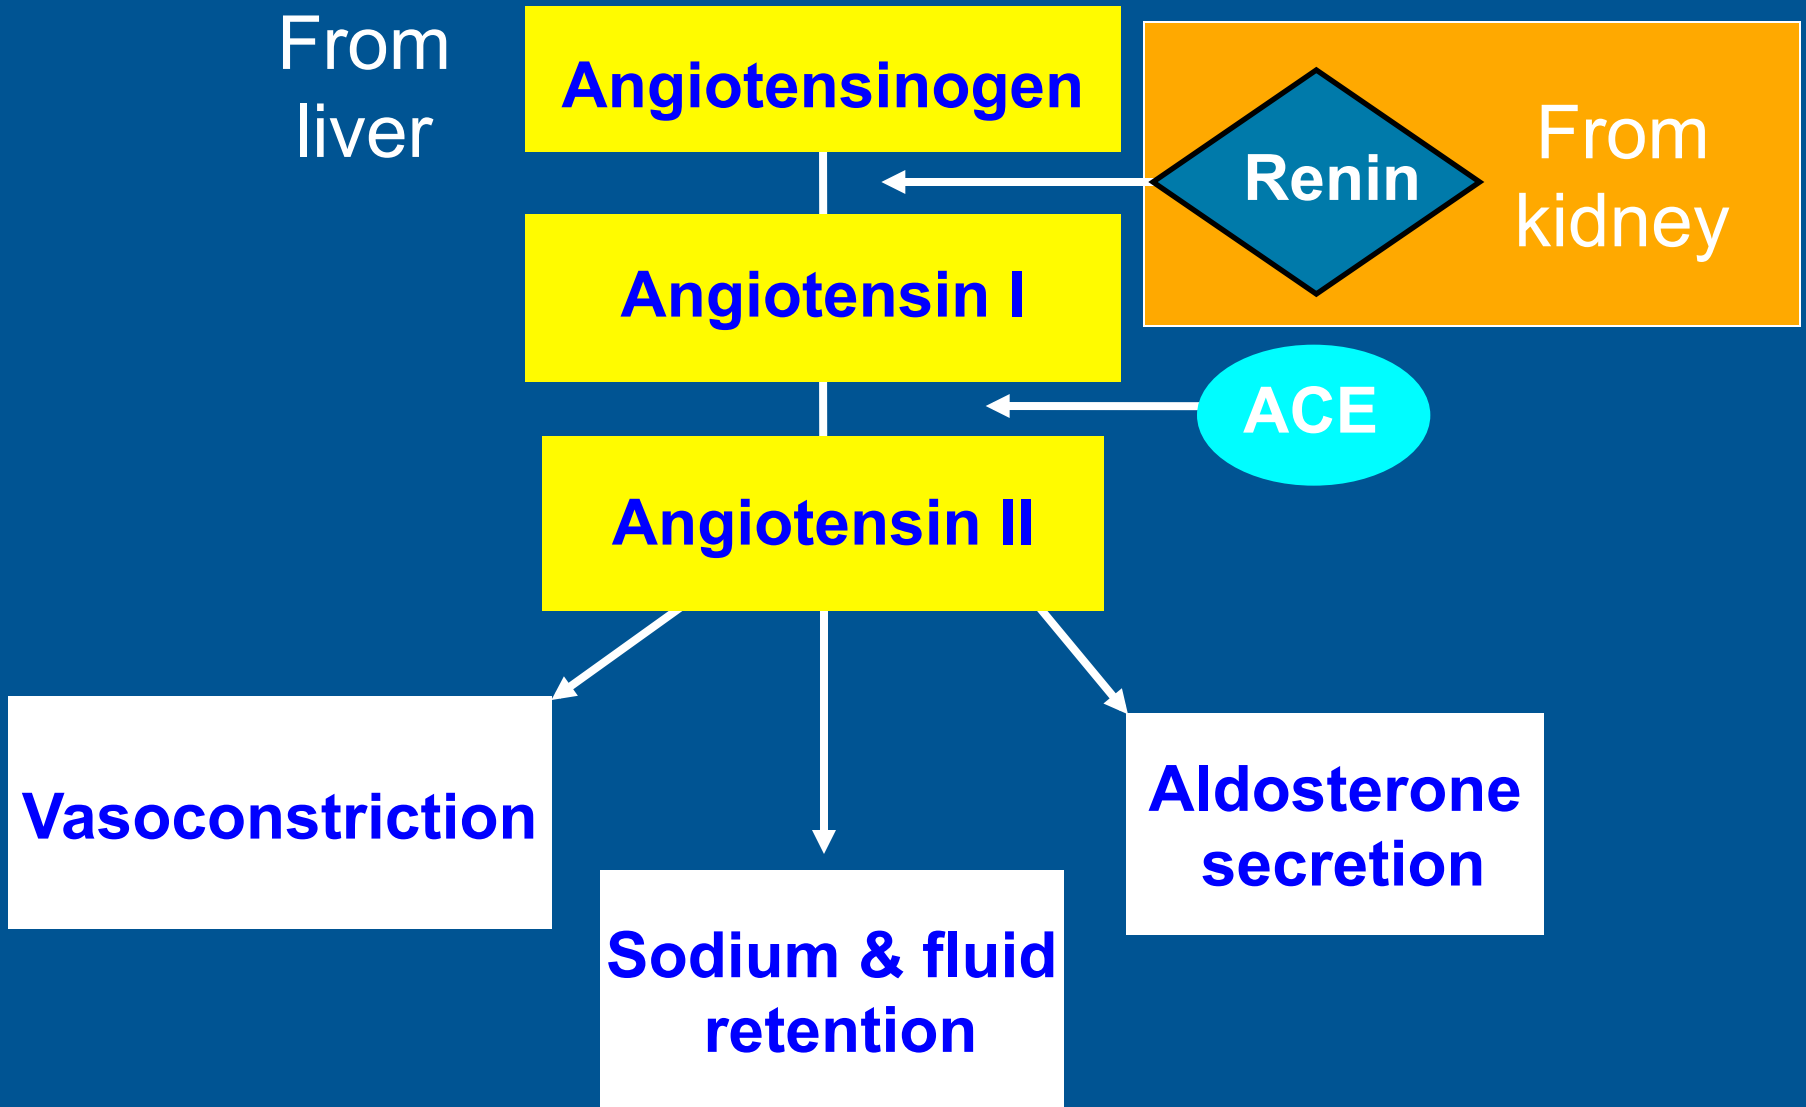 From
liver
Angiotensinogen
Renin
From
kidney
Angiotensin I
ACE
Angiotensin II
Vasoconstriction
Aldosterone
secretion
Sodium & fluid
retention